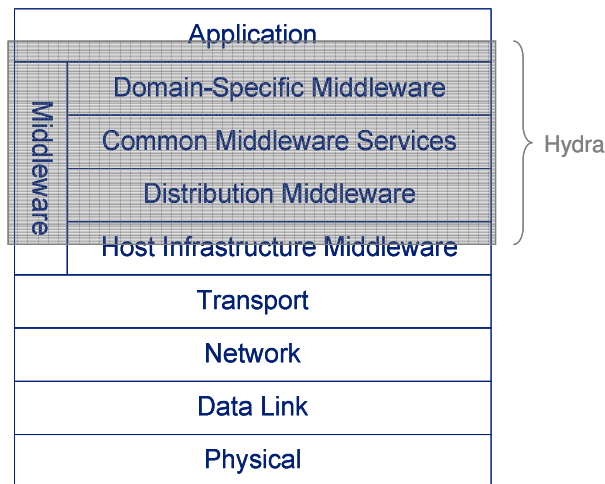 Application
Middleware
Domain-Specific Middleware
Common Middleware Services
Hydra
Distribution Middleware
Host Infrastructure Middleware
Transport
Network
Data Link
Physical